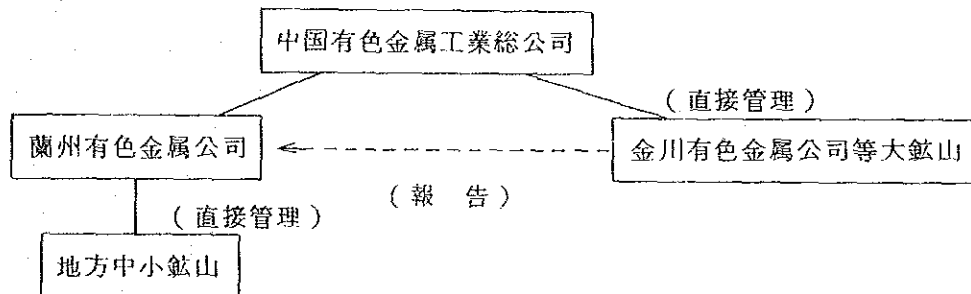 中国有色金属工業総公司
(直接管理)
蘭州有色金属公司
金川有色金属公司等大鉱山
(報 告)
(直接管理)
地方中小鉱山